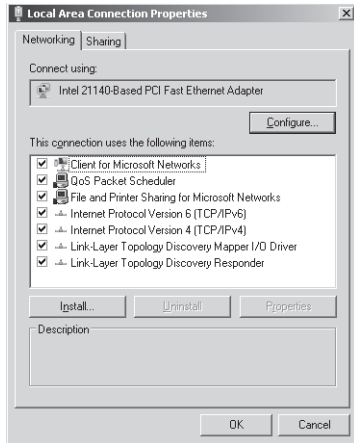 Local Area Connection Properties
Networking
Sharing
Connect using:
Intel 21140-Based PCI Fast Ethernet Adapter
Configure...
This connection uses the following items:
Client for Microsoft Networks
QoS Packet Scheduler
File and Printer Sharing for Microsoft Networks
Internet Protocol Version 6 (TCP/IPv6)
Internet Protocol Version 4 (TCP/IPv4)
Link-Layer Topology Discovery Mapper I/O Driver
Link-Layer Topology Discovery Responder
Install...
Uninstall
Properties
Description
OK
Cancel